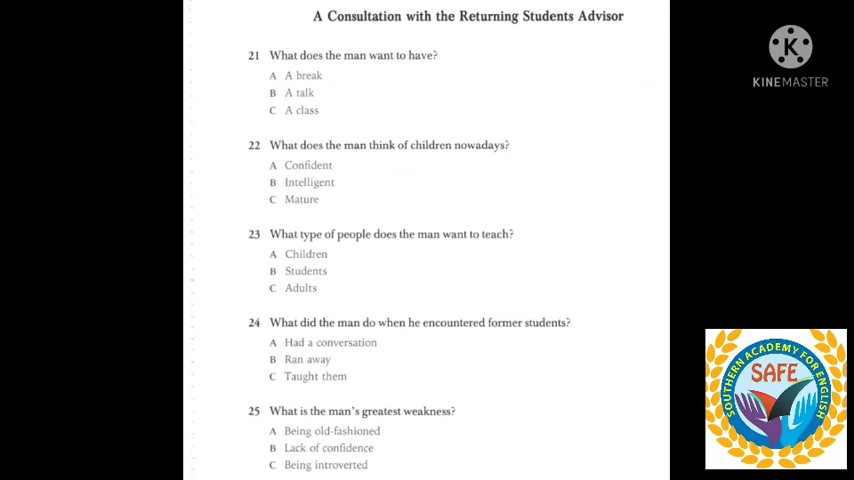 A Consultation with the Returning Students Advisor
21 What does the man want to have?
A A break
B A talk
C A class
22 What does the man think of children nowadays?
A Confident
B Intelligent
C Mature
23 What type of people does the man want to teach?
A Children
B Students
C Adults
24 What did the man do when he encountered former students?
A Had a conversation
B Ran away
C Taught them
25 What is the man's greatest weakness?
A Being old-fashioned
B Lack of confidence
C Being introverted
K
KINEMASTER
SOUTHERN ACADEMY FOR ENGLISH
SAFE